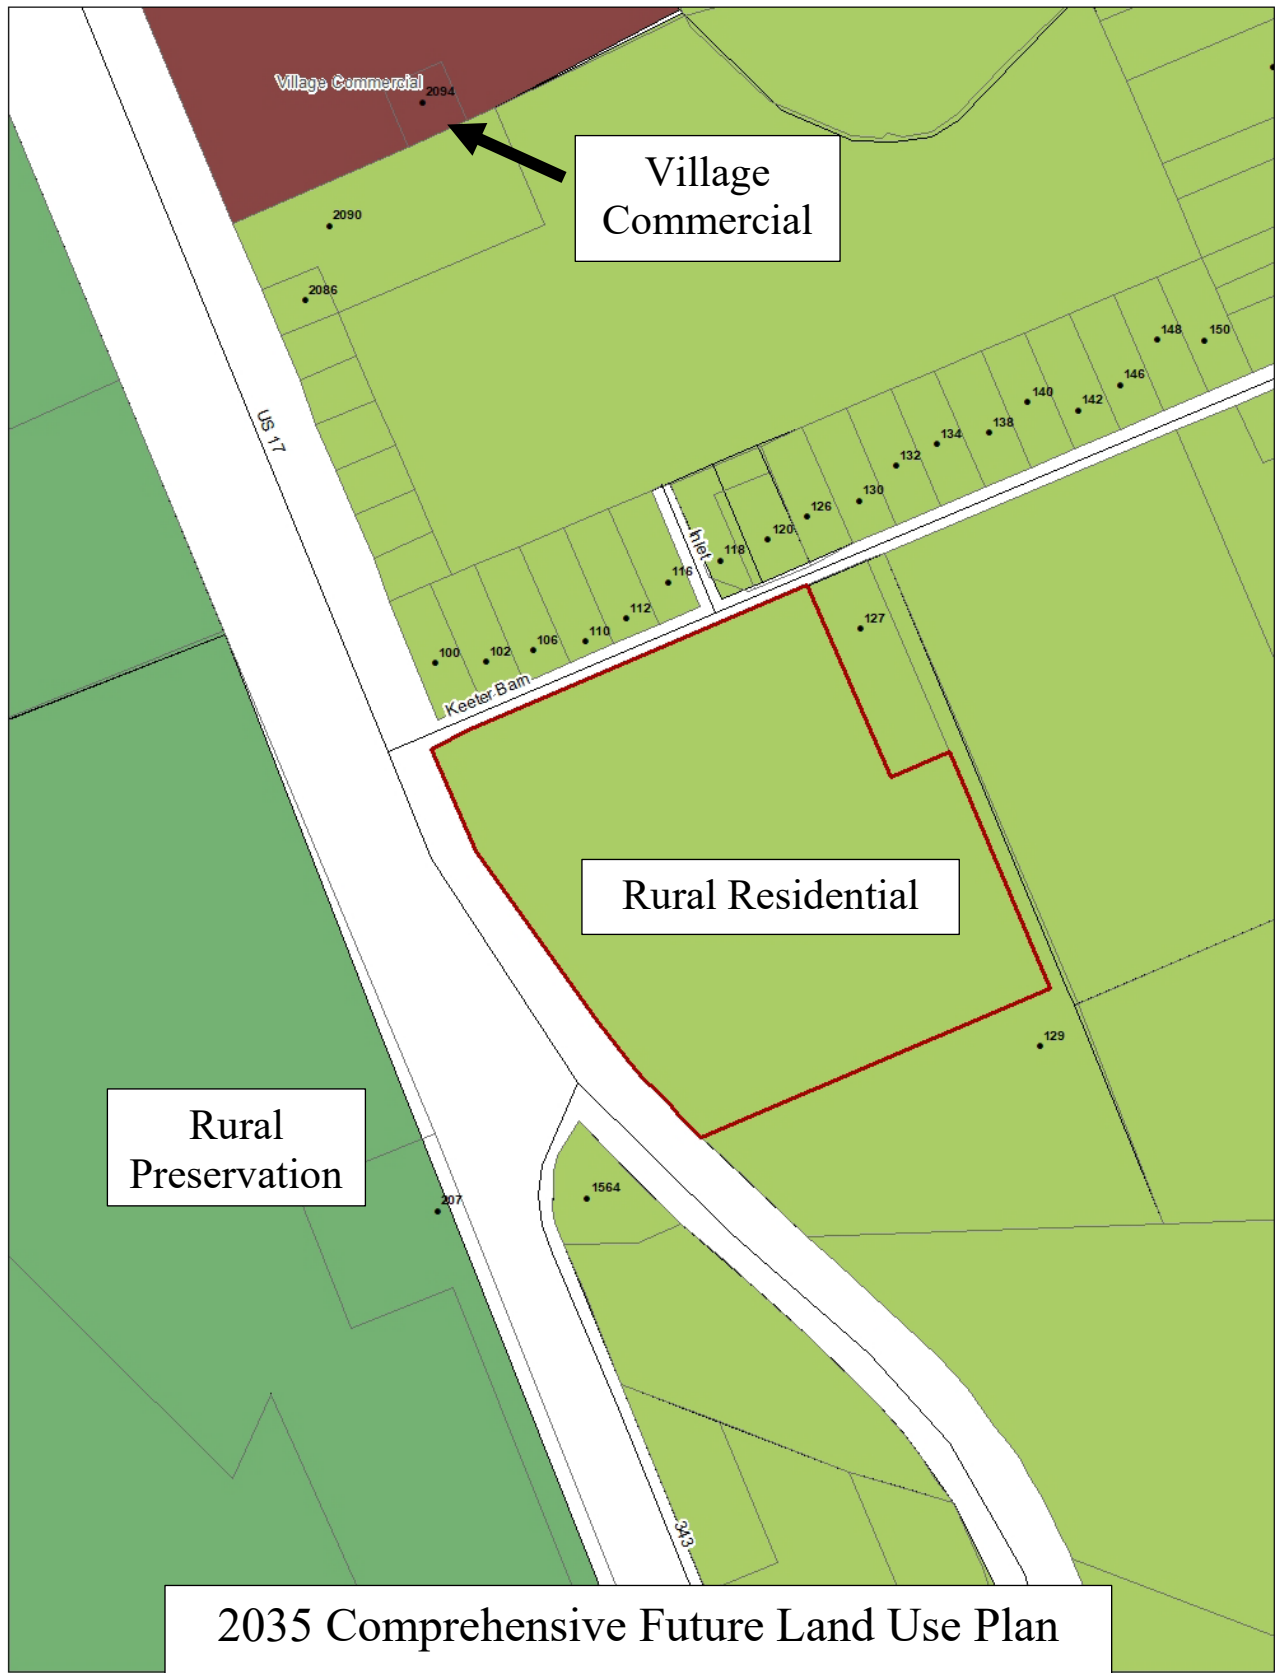 Village Commercial
2094
Village
Commercial
2090
2086
US 17
148
150
146
140
142
138
134
132
130
126
120
118
Inlet
116
112
110
106
102
100
127
Keeter Barn
Rural Residential
129
Rural
Preservation
207
1564
343
2035 Comprehensive Future Land Use Plan